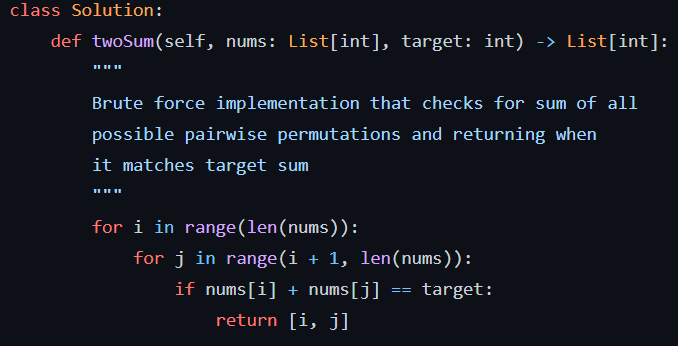 class Solution:
    def twoSum(self, nums: List[int], target: int) -> List[int]:
        """
        Brute force implementation that checks for sum of all
        possible pairwise permutations and returning when
        it matches target sum
        """
        for i in range(len(nums)):
            for j in range(i + 1, len(nums)):
                if nums[i] + nums[j] == target:
                    return [i, j]